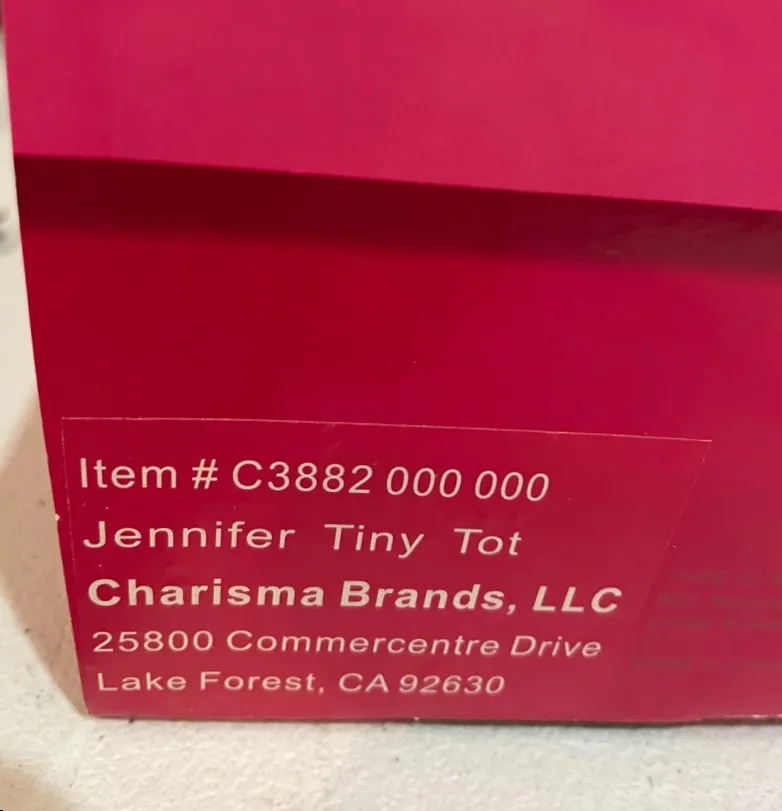 Item # C3882 000 000
Jennifer Tiny Tot
Charisma Brands, LLC
25800 Commercentre Drive
Lake Forest, CA 92630